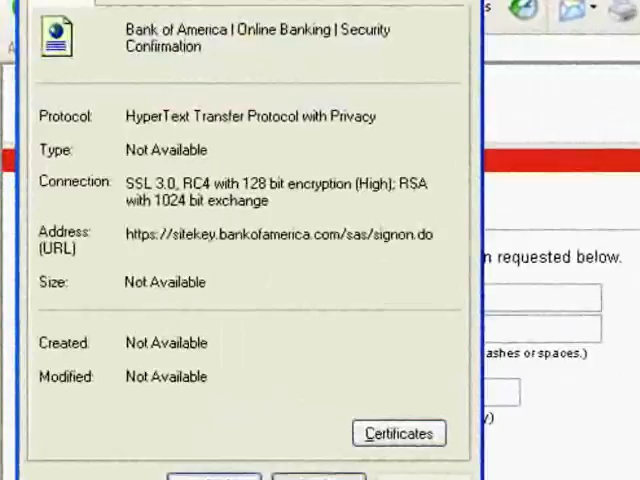 Bank of America | Online Banking | Security
Confirmation
Protocol: HyperText Transfer Protocol with Privacy
Type: Not Available
Connection: SSL 3.0, RC4 with 128 bit encryption (High); RSA
with 1024 bit exchange
Address: https://sitekey.bankofamerica.com/sas/signon.do
(URL)
n requested below.
Size: Not Available
Created: Not Available
ashes or spaces.)
Modified: Not Available
y)
Certificates